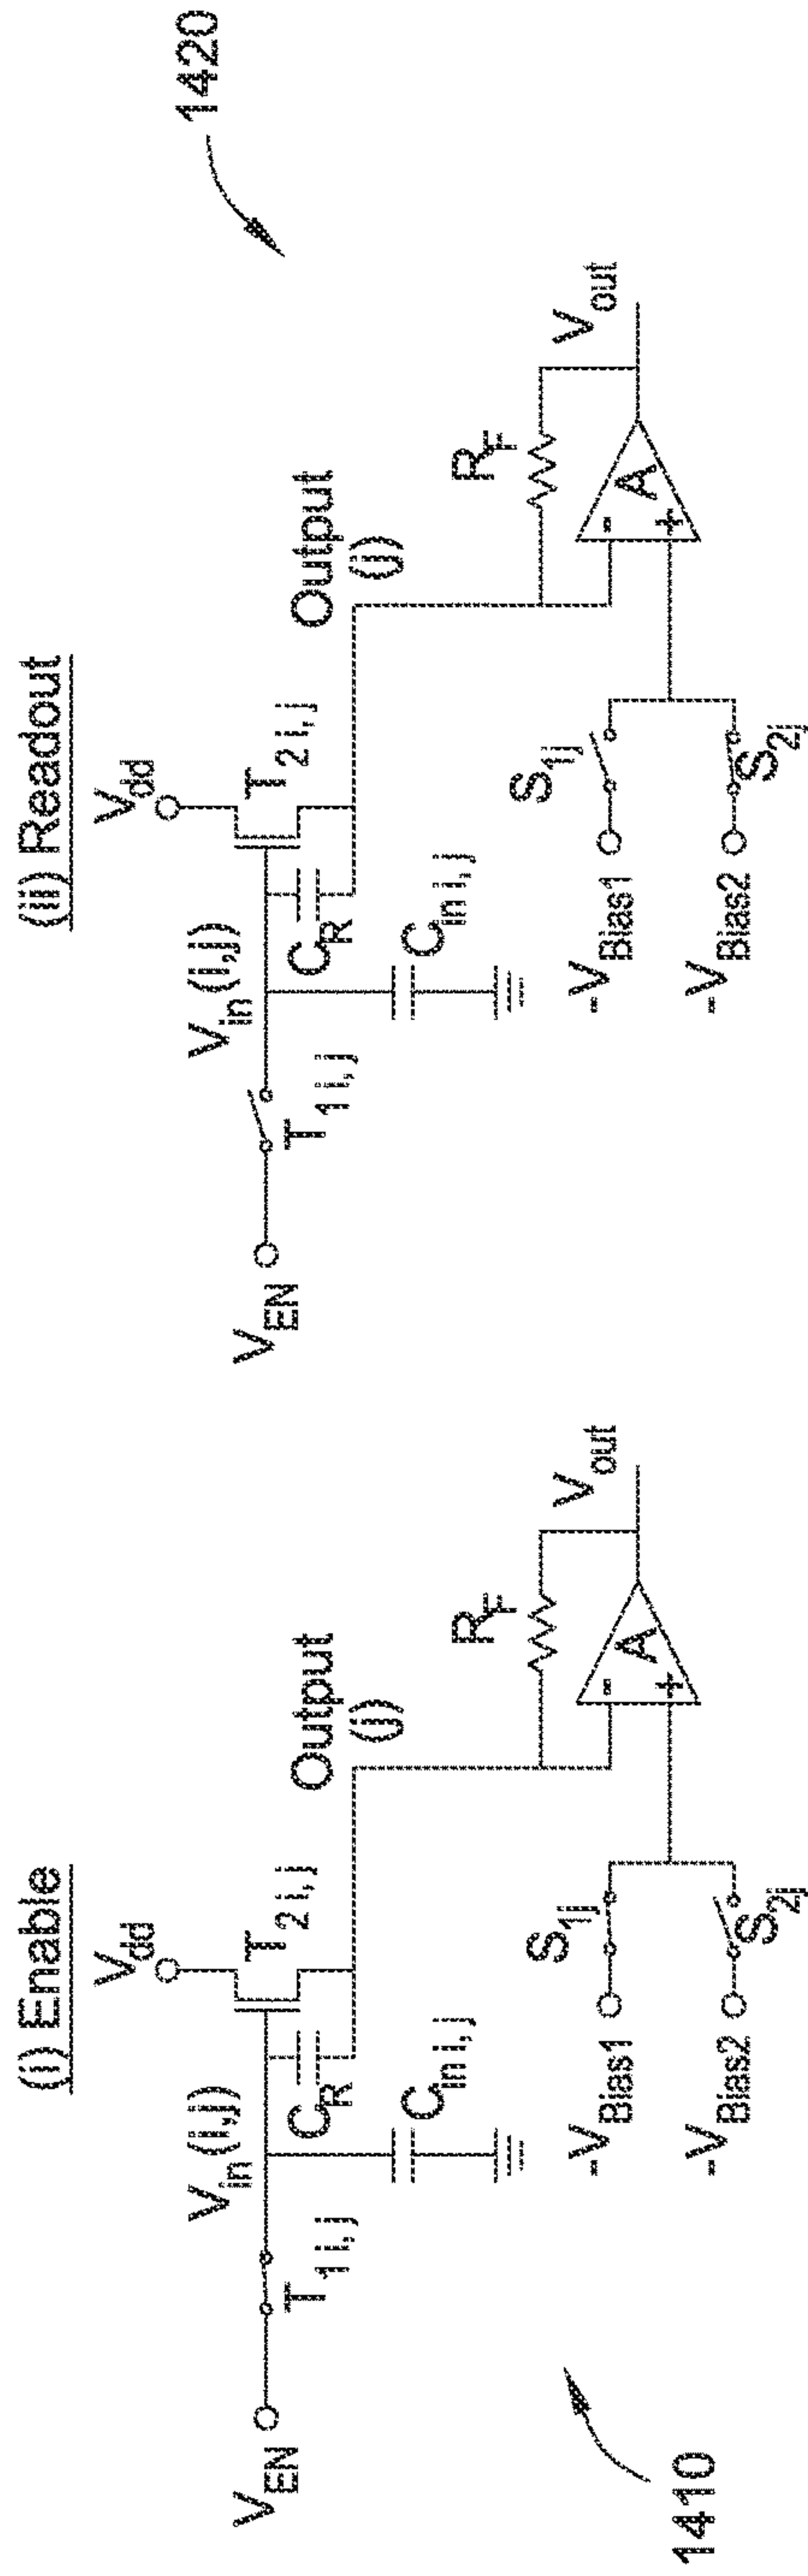 (i) Enable
V_dd
V_in(i,j)
T_2 i,j
V_EN
T_1 i,j
C_R
Output
(j)
C_in i,j
R_F
V_out
S_1j
-V_Bias1
-
A
+
-V_Bias2
S_2j
1410
(ii) Readout
V_dd
V_in(i,j)
T_2 i,j
V_EN
T_1 i,j
C_R
Output
(j)
C_in i,j
R_F
V_out
S_1j
-V_Bias1
-
A
+
-V_Bias2
S_2j
1420